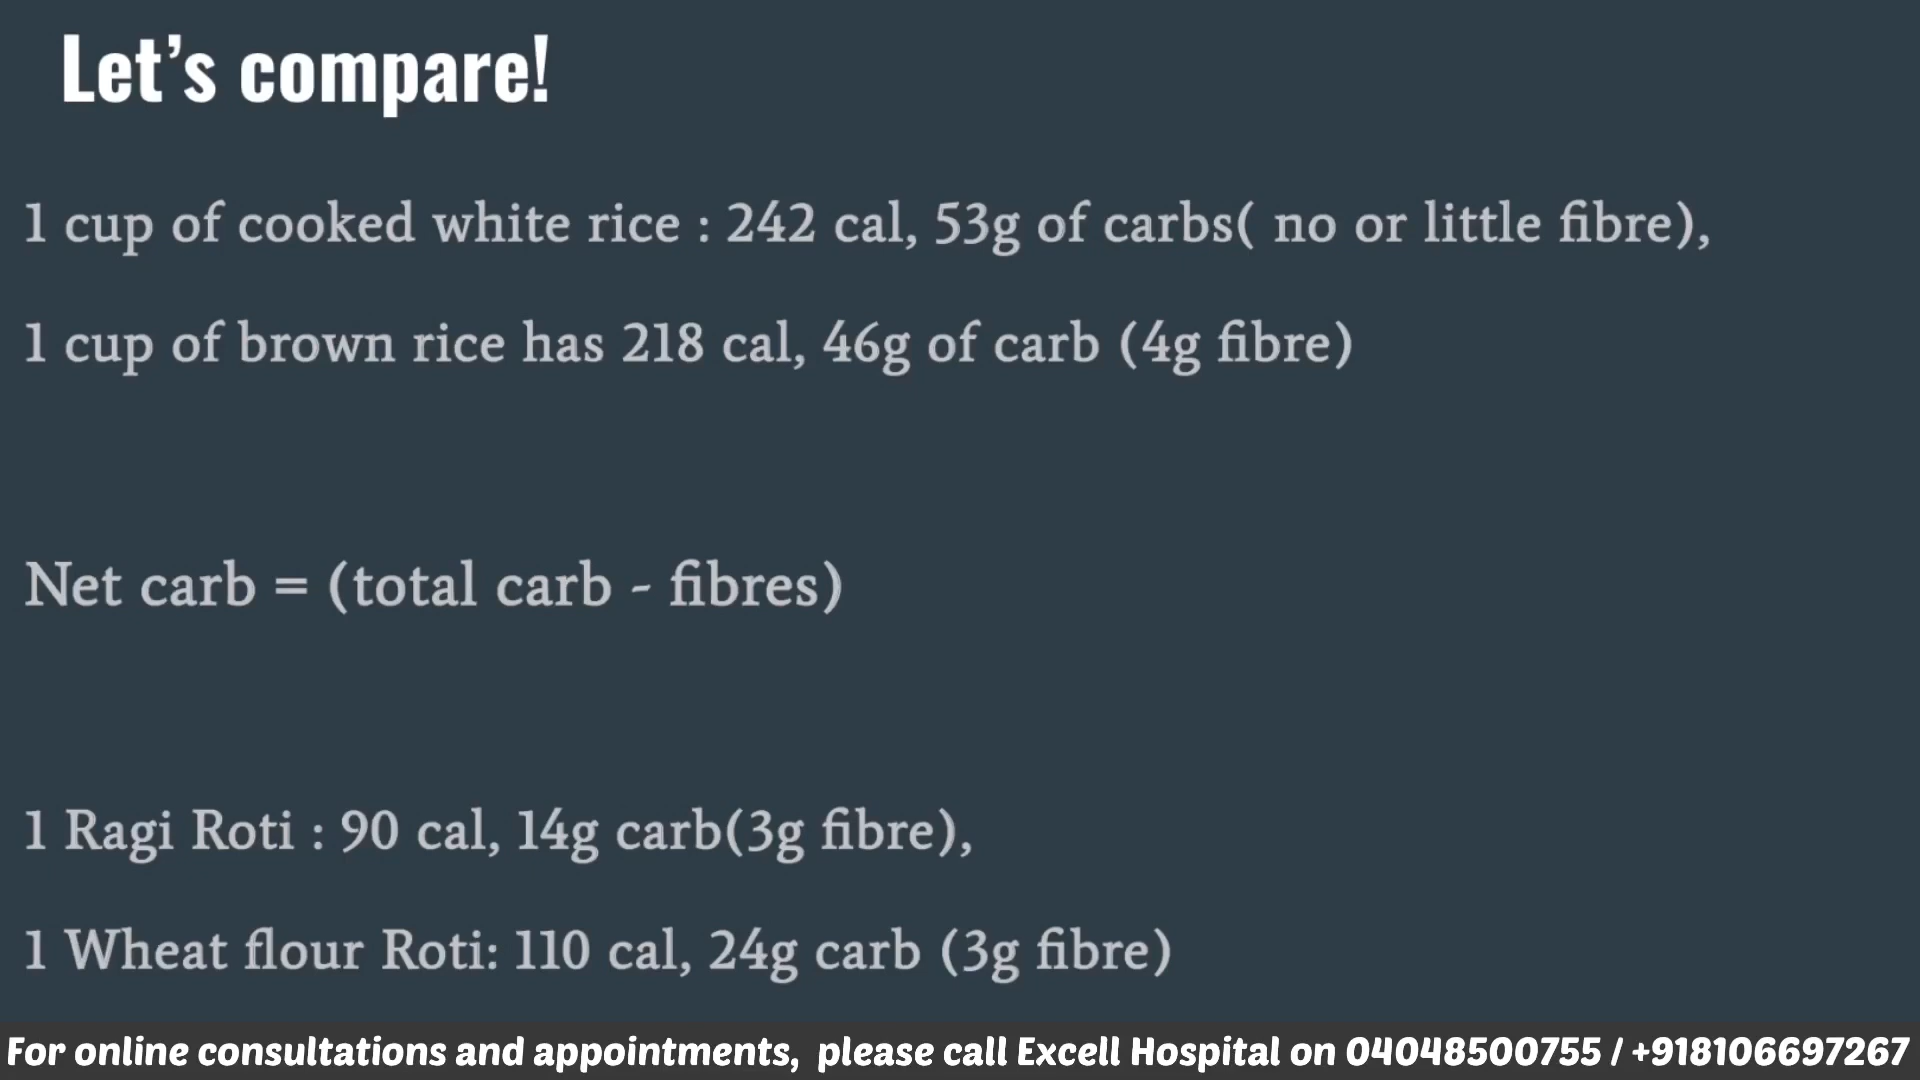 Let's compare!
1 cup of cooked white rice : 242 cal, 53g of carbs( no or little fibre),
1 cup of brown rice has 218 cal, 46g of carb (4g fibre)
Net carb = (total carb - fibres)
1 Ragi Roti : 90 cal, 14g carb(3g fibre),
1 Wheat flour Roti: 110 cal, 24g carb (3g fibre)
For online consultations and appointments,  please call Excell Hospital on 04048500755 / +918106697267